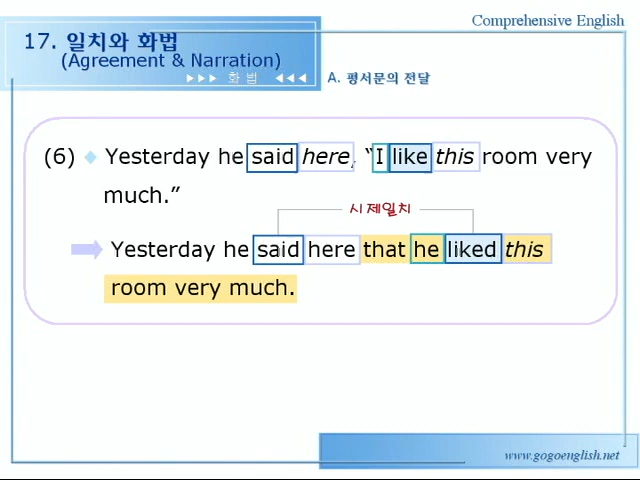 Comprehensive English
17. 일치와 화법
(Agreement & Narration)
▶▶▶ 화 법 ◀◀◀
A. 평서문의 전달
(6) ◆ Yesterday he said here, “I like this room very
much.”
시제일치
Yesterday he said here that he liked this
room very much.
www.gogoenglish.net